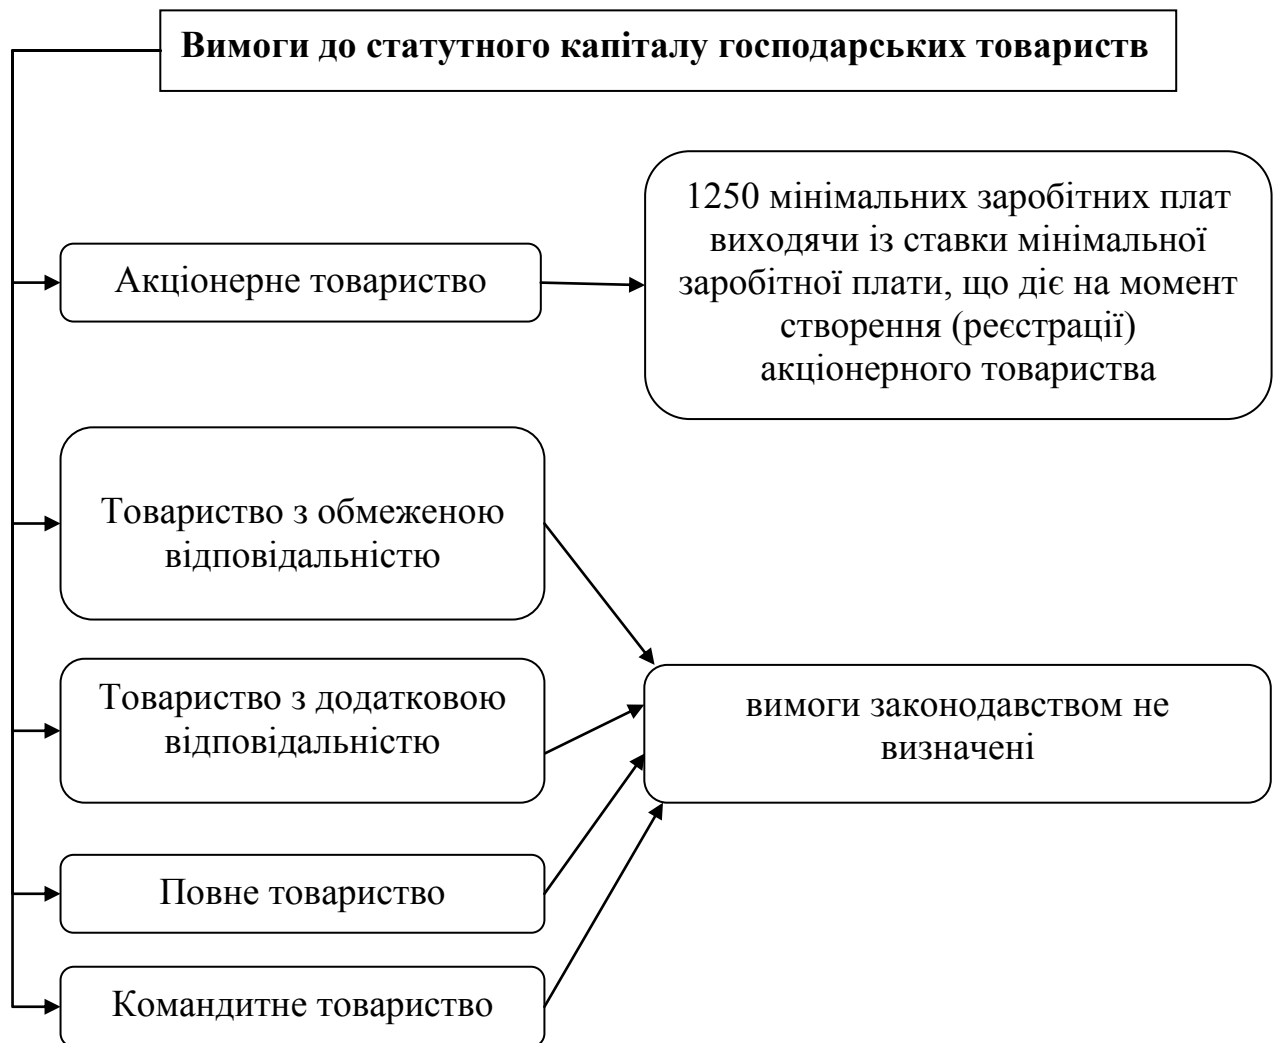 Вимоги до статутного капіталу господарських товариств
Акціонерне товариство
1250 мінімальних заробітних плат
виходячи із ставки мінімальної
заробітної плати, що діє на момент
створення (реєстрації)
акціонерного товариства
Товариство з обмеженою
відповідальністю
Товариство з додатковою
відповідальністю
вимоги законодавством не
визначені
Повне товариство
Командитне товариство